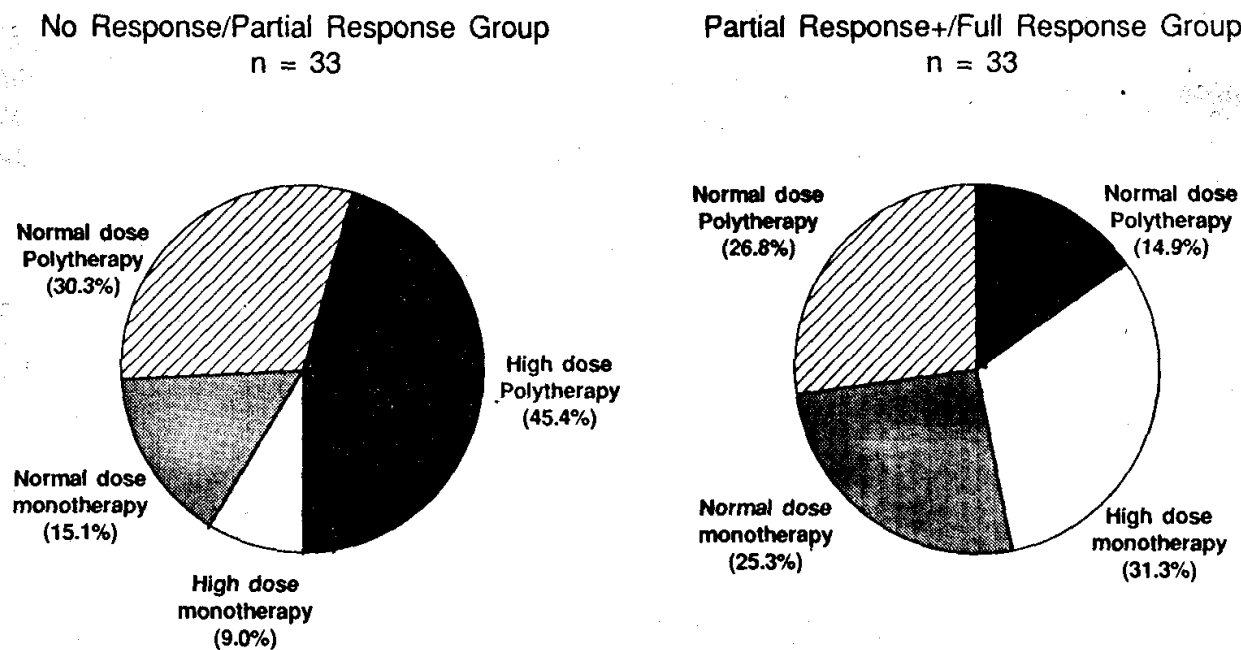 No Response/Partial Response Group
n = 33
Normal dose
Polytherapy
(30.3%)
High dose
Polytherapy
(45.4%)
Normal dose
monotherapy
(15.1%)
High dose
monotherapy
(9.0%)
Partial Response+/Full Response Group
n = 33
Normal dose
Polytherapy
(26.8%)
Normal dose
Polytherapy
(14.9%)
Normal dose
monotherapy
(25.3%)
High dose
monotherapy
(31.3%)